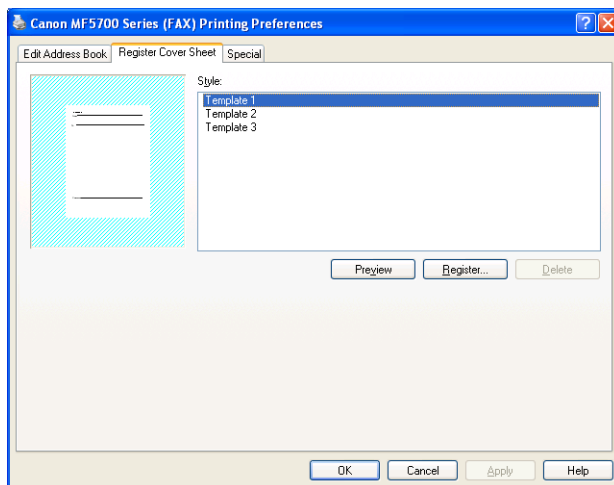 Canon MF5700 Series (FAX) Printing Preferences
Edit Address Book Register Cover Sheet Special
Style:
Template 1
Template 2
Template 3
Preview Register... Delete
OK Cancel Apply Help